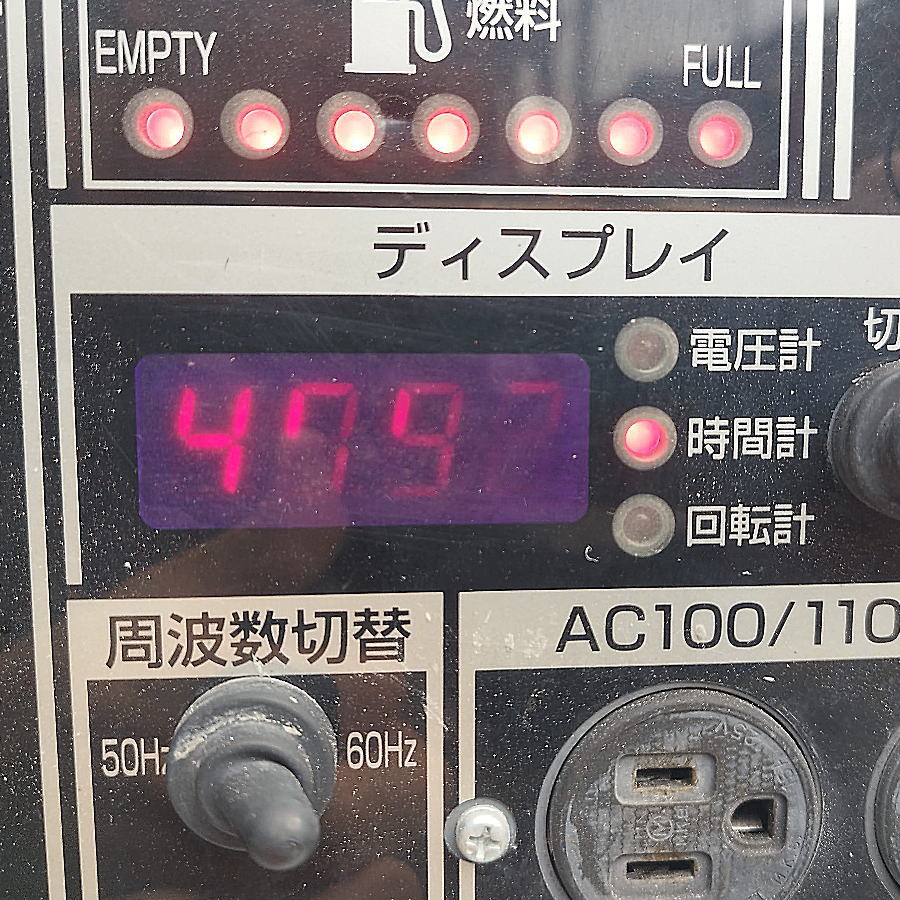 燃料
EMPTY FULL
ディスプレイ
電圧計
切
4797
時間計
回転計
周波数切替
AC100/110
50Hz 60Hz